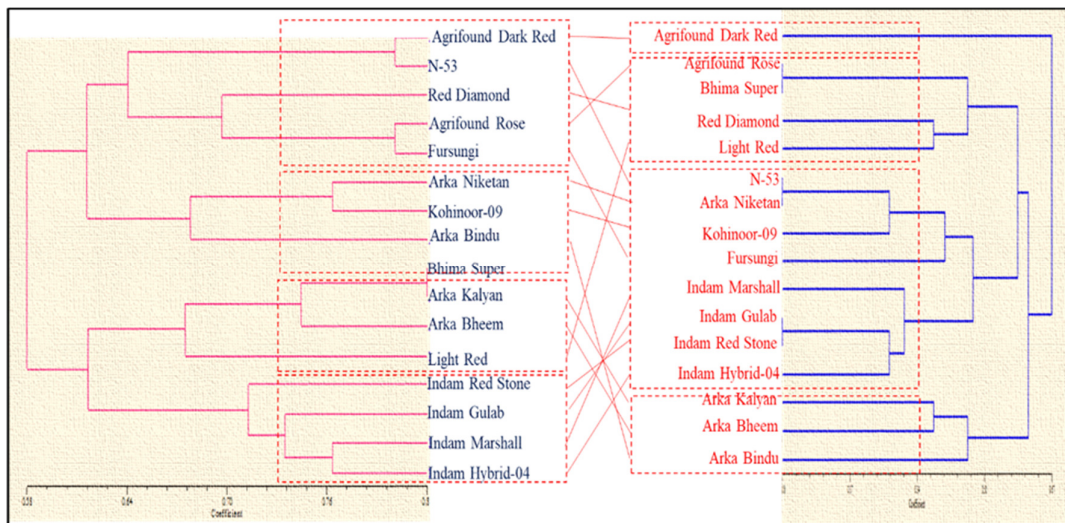 Agrifound Dark Red
N-53
Red Diamond
Agrifound Rose
Fursungi
Arka Niketan
Kohinoor-09
Arka Bindu
Bhima Super
Arka Kalyan
Arka Bheem
Light Red
Indam Red Stone
Indam Gulab
Indam Marshall
Indam Hybrid-04
0.58 0.64 0.70 0.76
Coefficient
Agrifound Dark Red
Agrifound Rose
Bhima Super
Red Diamond
Light Red
N-53
Arka Niketan
Kohinoor-09
Fursungi
Indam Marshall
Indam Gulab
Indam Red Stone
Indam Hybrid-04
Arka Kalyan
Arka Bheem
Arka Bindu